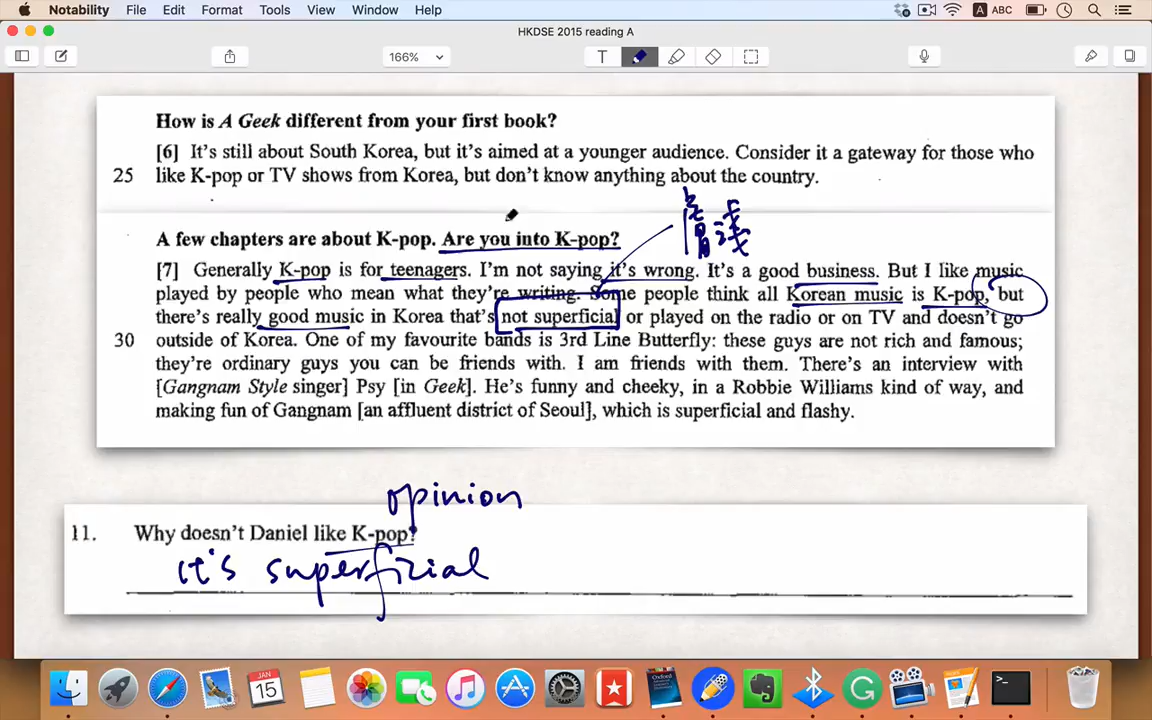 Notability File Edit Format Tools View Window Help A ABC
HKDSE 2015 reading A
166% T
How is A Geek different from your first book?
[6] It's still about South Korea, but it's aimed at a younger audience. Consider it a gateway for those who
25 like K-pop or TV shows from Korea, but don't know anything about the country.
膚淺
A few chapters are about K-pop. Are you into K-pop?
[7] Generally K-pop is for teenagers. I'm not saying it's wrong. It's a good business. But I like music
played by people who mean what they're writing. Some people think all Korean music is K-pop, but
there's really good music in Korea that's not superficial or played on the radio or on TV and doesn't go
30 outside of Korea. One of my favourite bands is 3rd Line Butterfly: these guys are not rich and famous;
they're ordinary guys you can be friends with. I am friends with them. There's an interview with
[Gangnam Style singer] Psy [in Geek]. He's funny and cheeky, in a Robbie Williams kind of way, and
making fun of Gangnam [an affluent district of Seoul], which is superficial and flashy.
opinion
11. Why doesn't Daniel like K-pop?
it's superficial
JAN
15